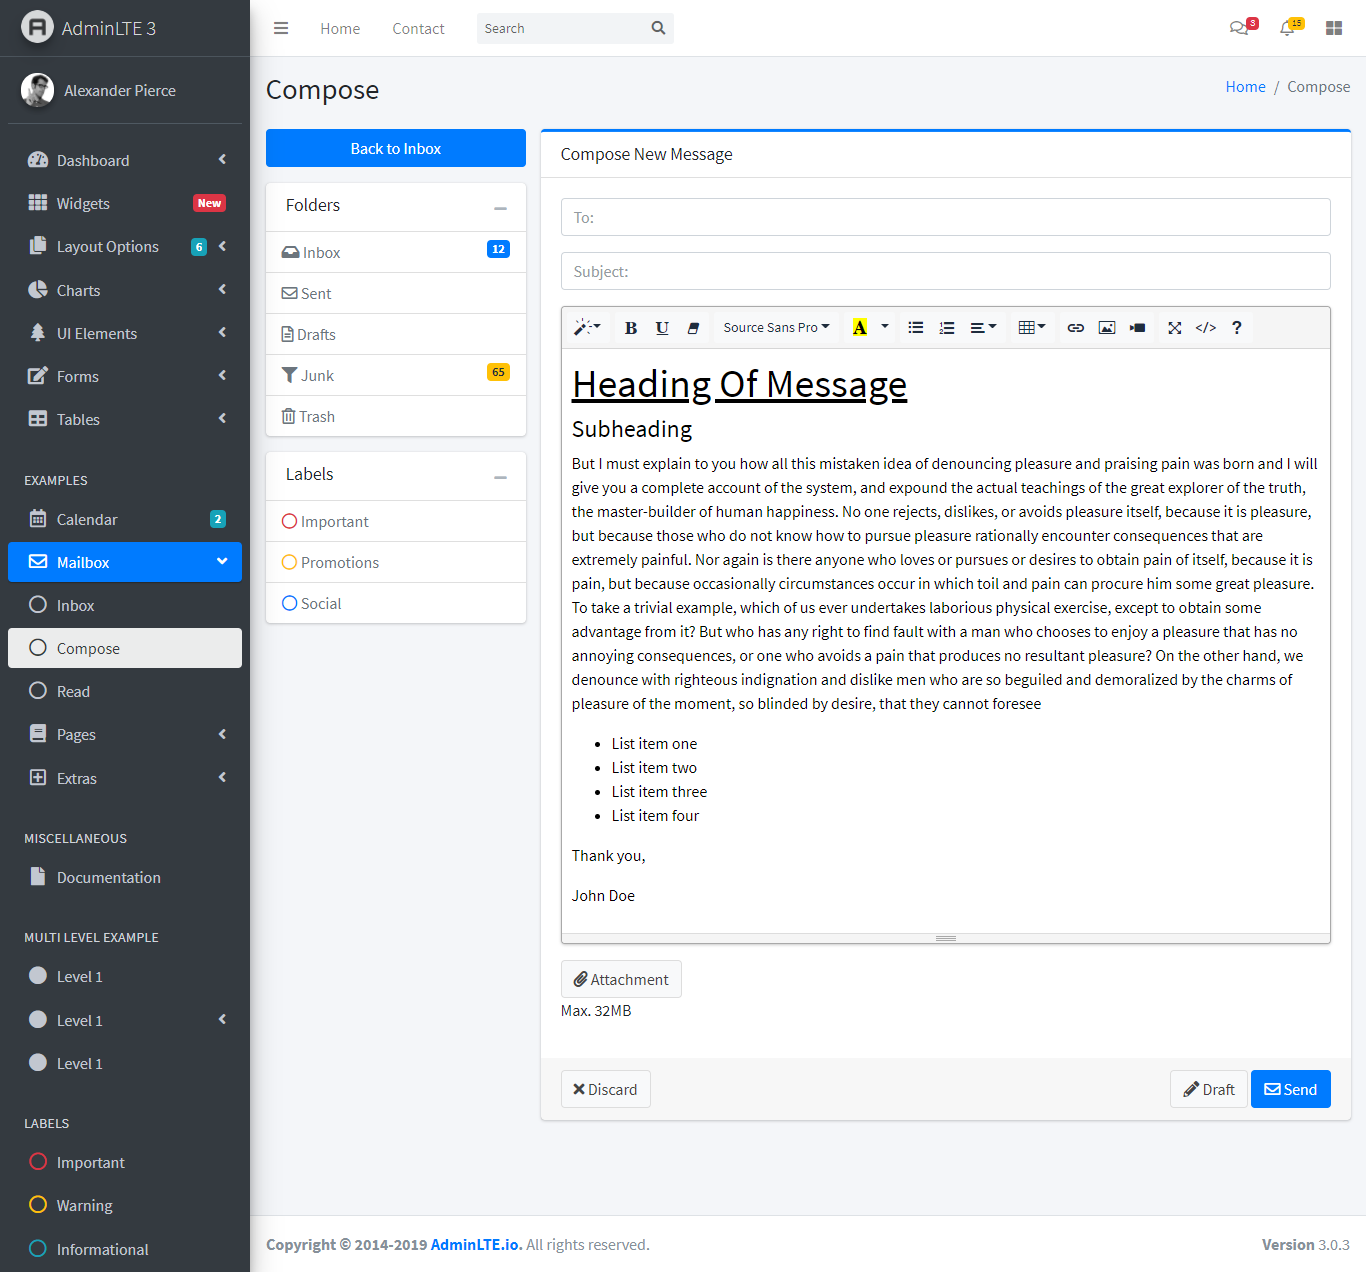 AdminLTE 3
Home
Contact
Search
3
15
Alexander Pierce
Dashboard
Widgets
New
Layout Options
6
Charts
UI Elements
Forms
Tables
EXAMPLES
Calendar
2
Mailbox
Inbox
Compose
Read
Pages
Extras
MISCELLANEOUS
Documentation
MULTI LEVEL EXAMPLE
Level 1
Level 1
Level 1
LABELS
Important
Warning
Informational
Compose
Home / Compose
Back to Inbox
Folders
Inbox
12
Sent
Drafts
Junk
65
Trash
Labels
Important
Promotions
Social
Compose New Message
To:
Subject:
B U Source Sans Pro A </> ?
Heading Of Message
Subheading
But I must explain to you how all this mistaken idea of denouncing pleasure and praising pain was born and I will
give you a complete account of the system, and expound the actual teachings of the great explorer of the truth,
the master-builder of human happiness. No one rejects, dislikes, or avoids pleasure itself, because it is pleasure,
but because those who do not know how to pursue pleasure rationally encounter consequences that are
extremely painful. Nor again is there anyone who loves or pursues or desires to obtain pain of itself, because it is
pain, but because occasionally circumstances occur in which toil and pain can procure him some great pleasure.
To take a trivial example, which of us ever undertakes laborious physical exercise, except to obtain some
advantage from it? But who has any right to find fault with a man who chooses to enjoy a pleasure that has no
annoying consequences, or one who avoids a pain that produces no resultant pleasure? On the other hand, we
denounce with righteous indignation and dislike men who are so beguiled and demoralized by the charms of
pleasure of the moment, so blinded by desire, that they cannot foresee
• List item one
• List item two
• List item three
• List item four
Thank you,
John Doe
Attachment
Max. 32MB
Discard
Draft
Send
Copyright © 2014-2019 AdminLTE.io. All rights reserved.
Version 3.0.3